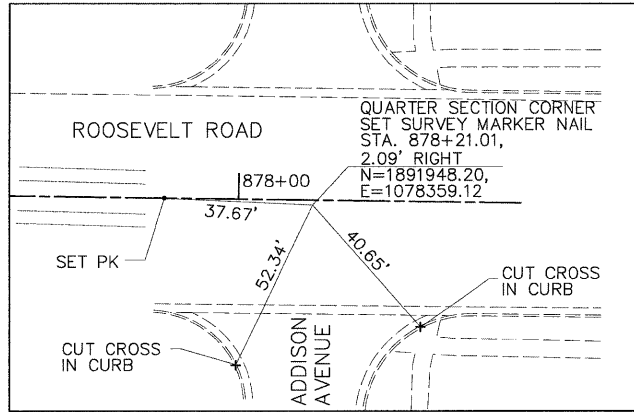 ROOSEVELT ROAD
QUARTER SECTION CORNER
SET SURVEY MARKER NAIL
STA. 878+21.01,
2.09' RIGHT
N=1891948.20,
E=1078359.12
878+00
37.67'
SET PK
52.34'
40.65'
CUT CROSS
IN CURB
CUT CROSS
IN CURB
ADDISON
AVENUE